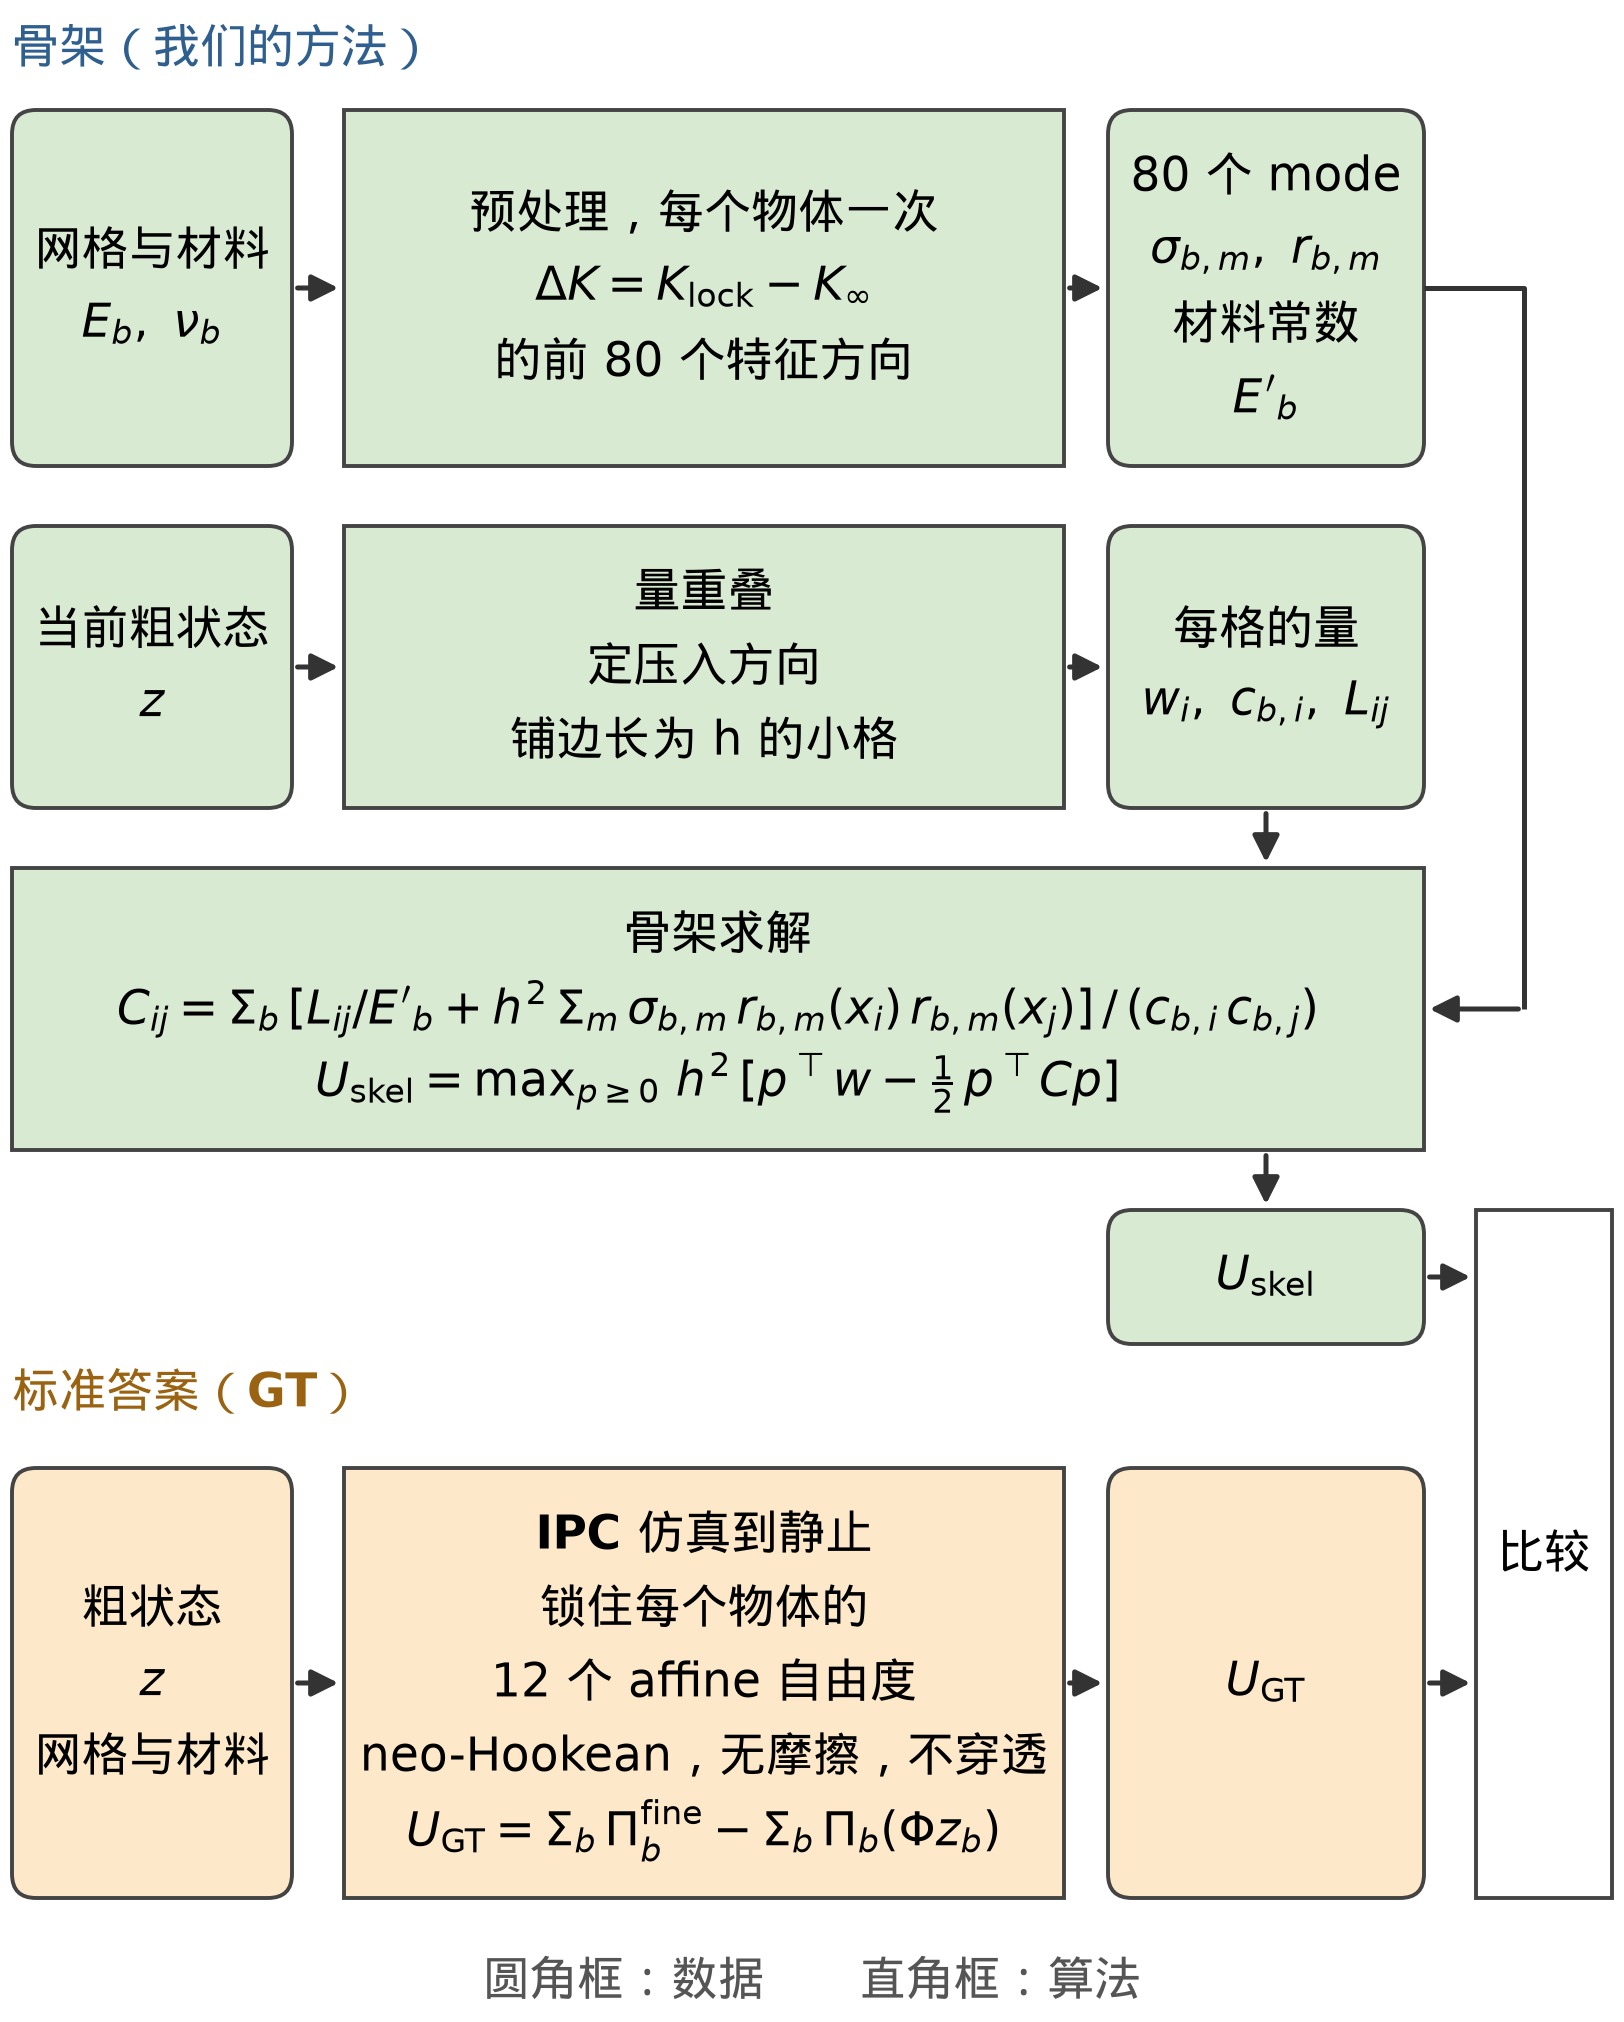 骨架（我们的方法）
网格与材料
E_b, ν_b
预处理，每个物体一次
ΔK = K_lock − K_∞
的前 80 个特征方向
80 个 mode
σ_{b,m}, r_{b,m}
材料常数
E′_b
当前粗状态
z
量重叠
定压入方向
铺边长为 h 的小格
每格的量
w_i, c_{b,i}, L_{ij}
骨架求解
C_{ij} = Σ_b [L_{ij}/E′_b + h² Σ_m σ_{b,m} r_{b,m}(x_i) r_{b,m}(x_j)] / (c_{b,i} c_{b,j})
U_skel = max_{p ≥ 0} h² [p^⊤ w − ½ p^⊤ Cp]
U_skel
标准答案（GT）
粗状态
z
网格与材料
IPC 仿真到静止
锁住每个物体的
12 个 affine 自由度
neo-Hookean，无摩擦，不穿透
U_GT = Σ_b Π_b^fine − Σ_b Π_b(Φz_b)
U_GT
比较
圆角框：数据　　直角框：算法